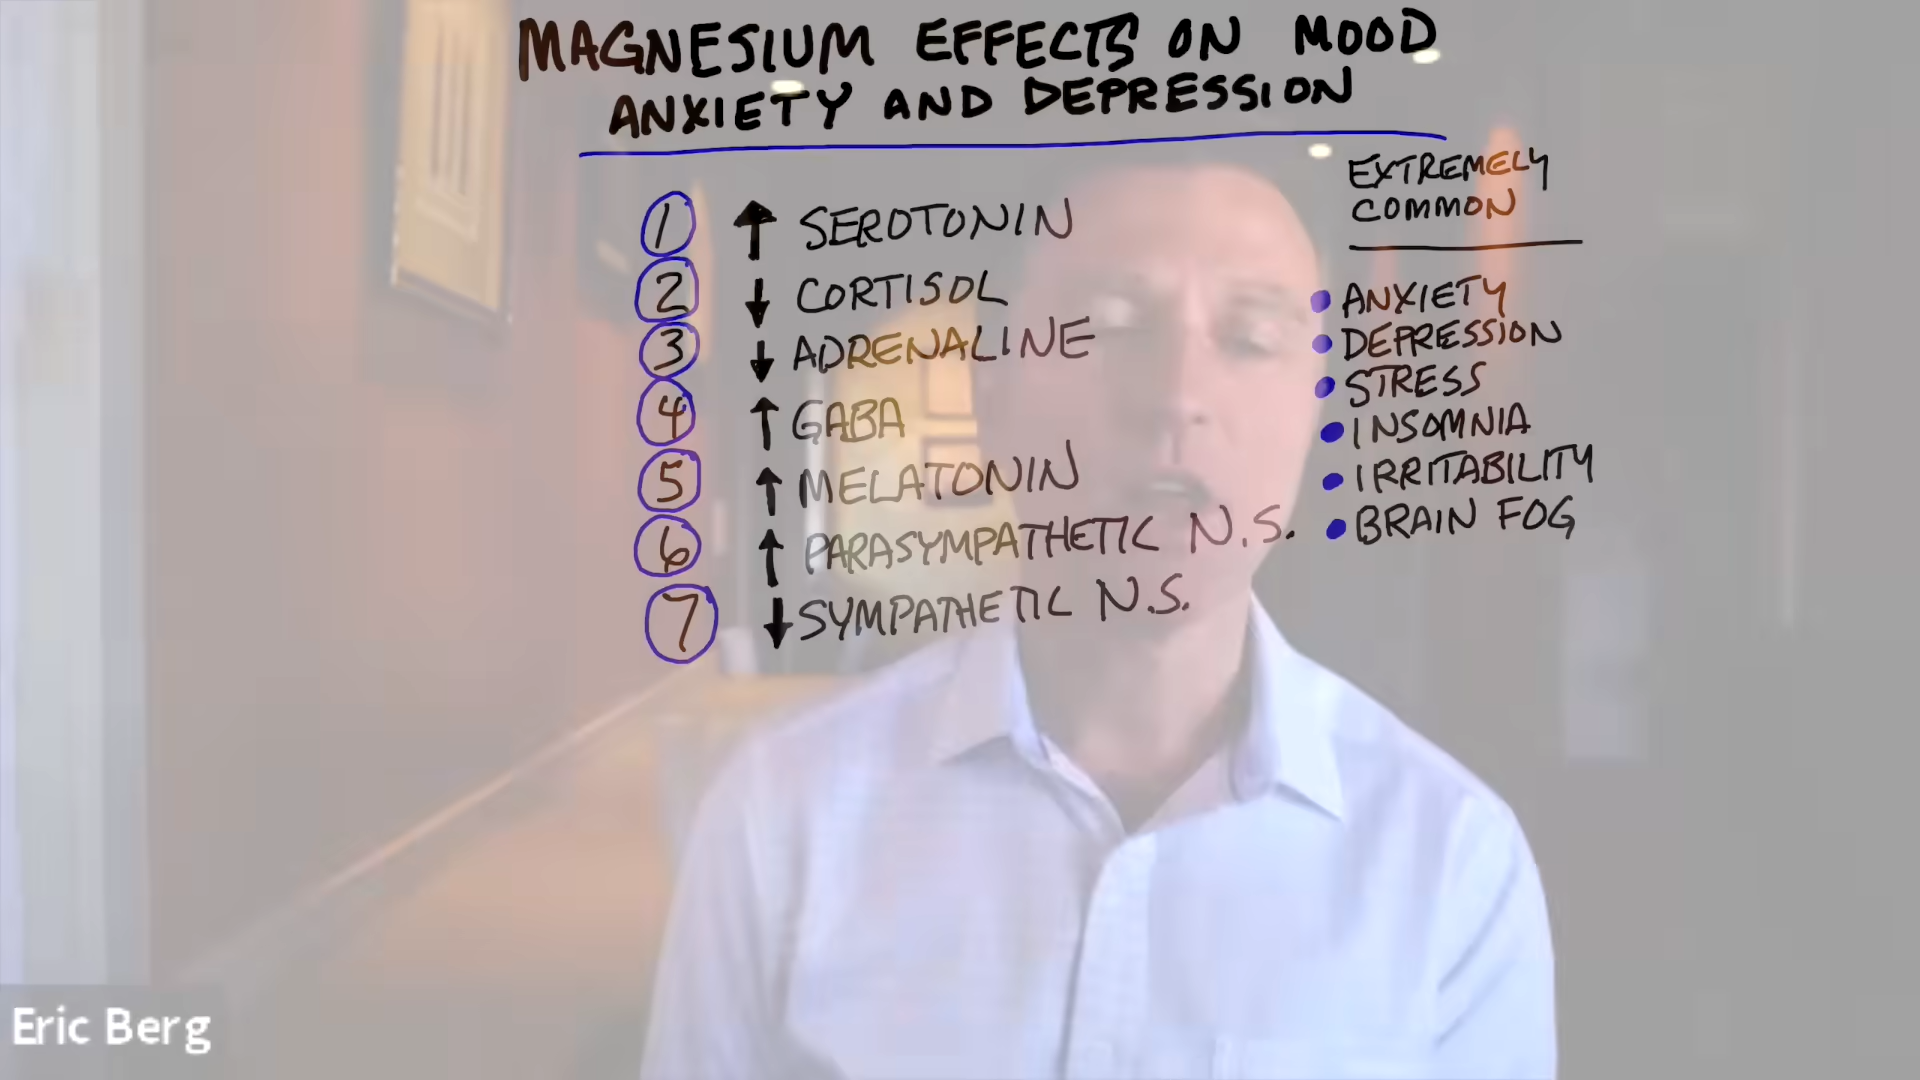 MAGNESIUM EFFECTS ON MOOD
ANXIETY AND DEPRESSION
1 ↑ SEROTONIN
2 ↓ CORTISOL
3 ↓ ADRENALINE
4 ↑ GABA
5 ↑ MELATONIN
6 ↑ PARASYMPATHETIC N.S.
7 ↓ SYMPATHETIC N.S.
EXTREMELY
COMMON
• ANXIETY
• DEPRESSION
• STRESS
• INSOMNIA
• IRRITABILITY
• BRAIN FOG
Eric Berg